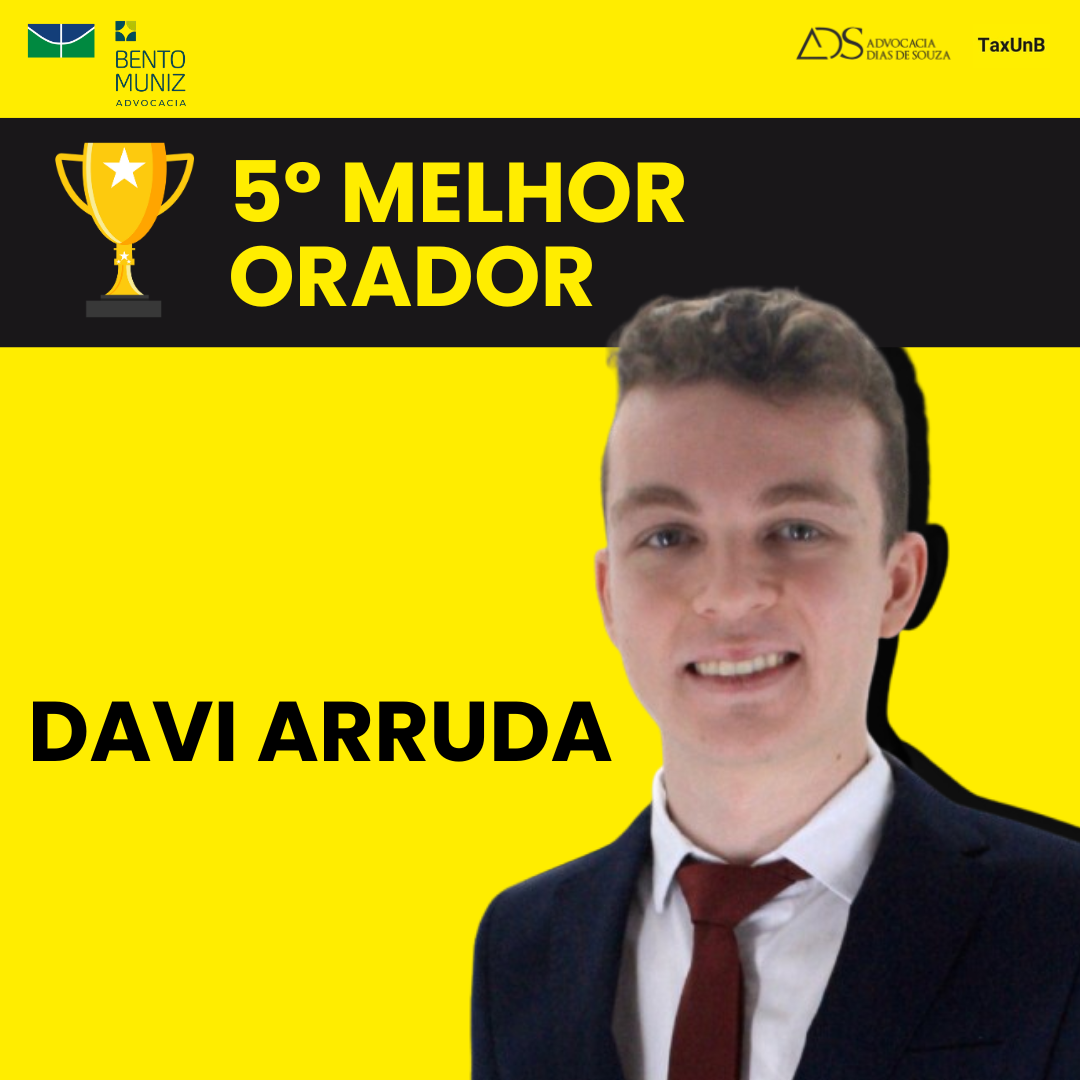 BENTO
MUNIZ
ADVOCACIA
ADS ADVOCACIA
DIAS DE SOUZA
TaxUnB
5º MELHOR
ORADOR
DAVI ARRUDA